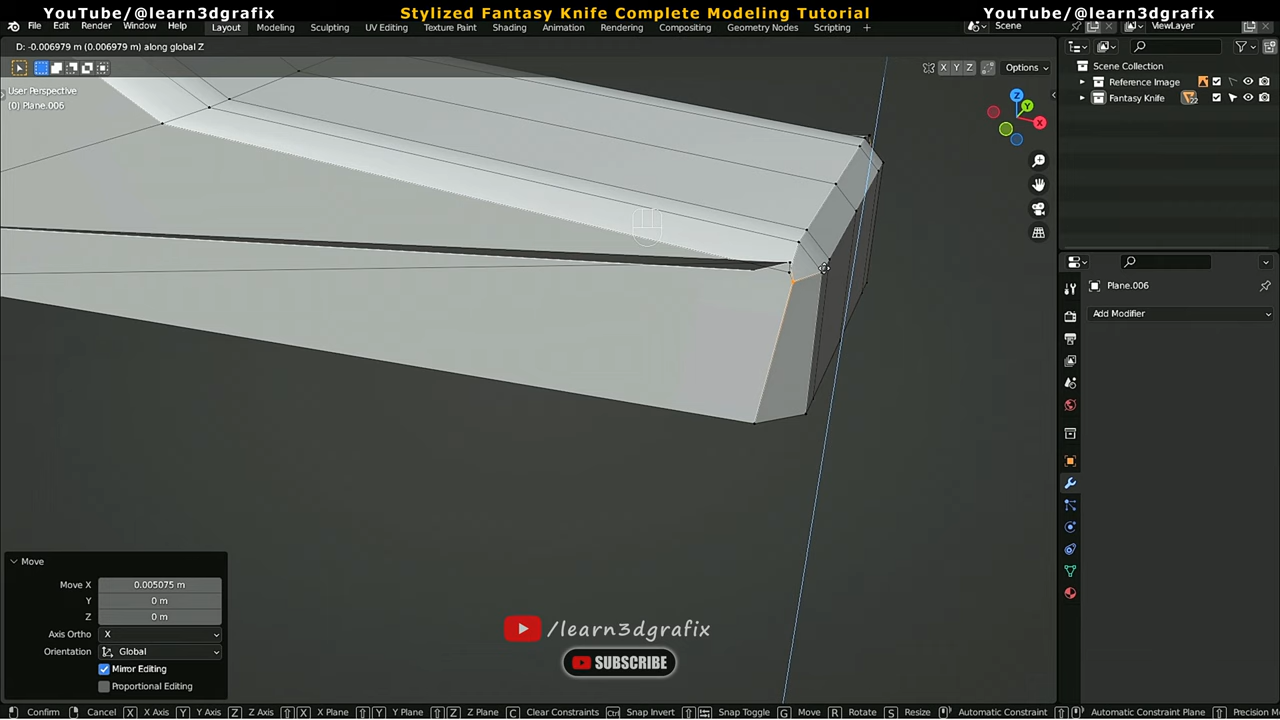 YouTube/@learn3dgrafix
Stylized Fantasy Knife Complete Modeling Tutorial
YouTube/@learn3dgrafix
File Edit Render Window Help
Layout Modeling Sculpting UV Editing Texture Paint Shading Animation Rendering Compositing Geometry Nodes Scripting +
Scene
ViewLayer
D: -0.006979 m (0.006979 m) along global Z
X Y Z
Options
User Perspective
(0) Plane.006
Z
Y
X
Scene Collection
Reference Image
Fantasy Knife
Plane.006
Add Modifier
Move
Move X 0.005075 m
Y 0 m
Z 0 m
Axis Ortho X
Orientation Global
Mirror Editing
Proportional Editing
/learn3dgrafix
SUBSCRIBE
Confirm Cancel X X Axis Y Y Axis Z Z Axis X X Plane Y Y Plane Z Z Plane C Clear Constraints Ctrl Snap Invert Snap Toggle G Move R Rotate S Resize Automatic Constraint Automatic Constraint Plane Precision M